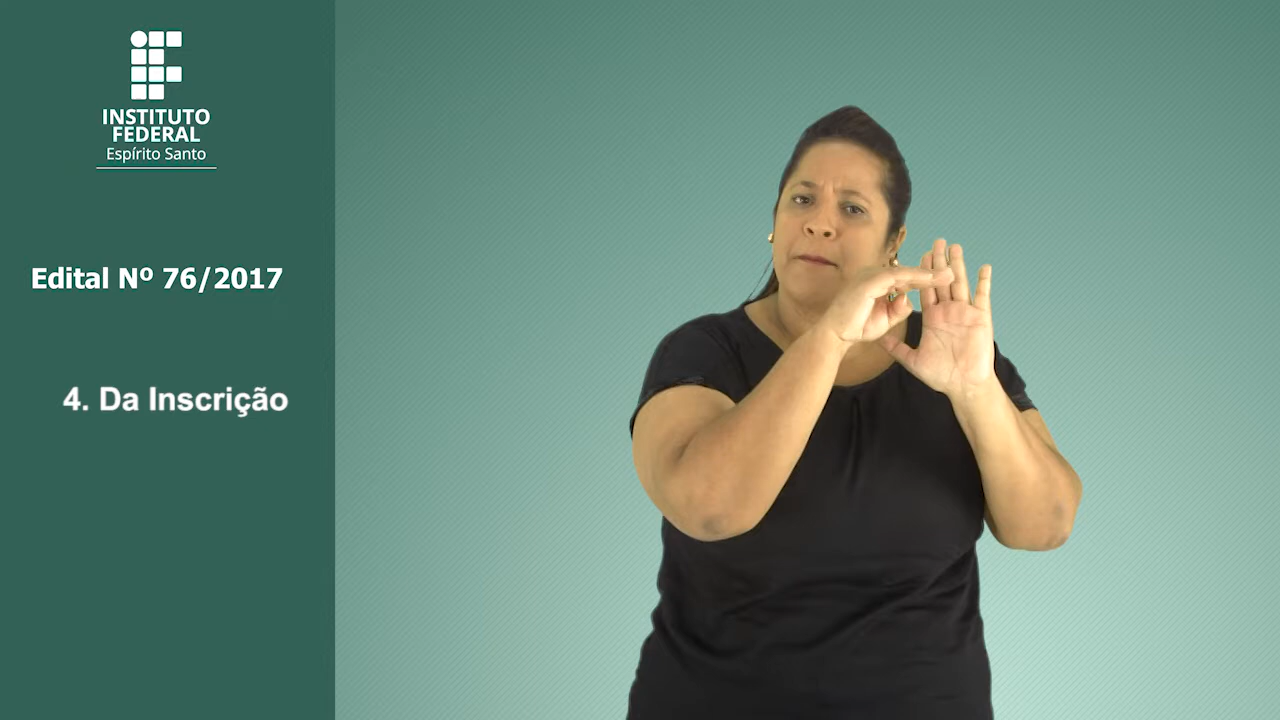 INSTITUTO
FEDERAL
Espírito Santo
Edital Nº 76/2017
4. Da Inscrição